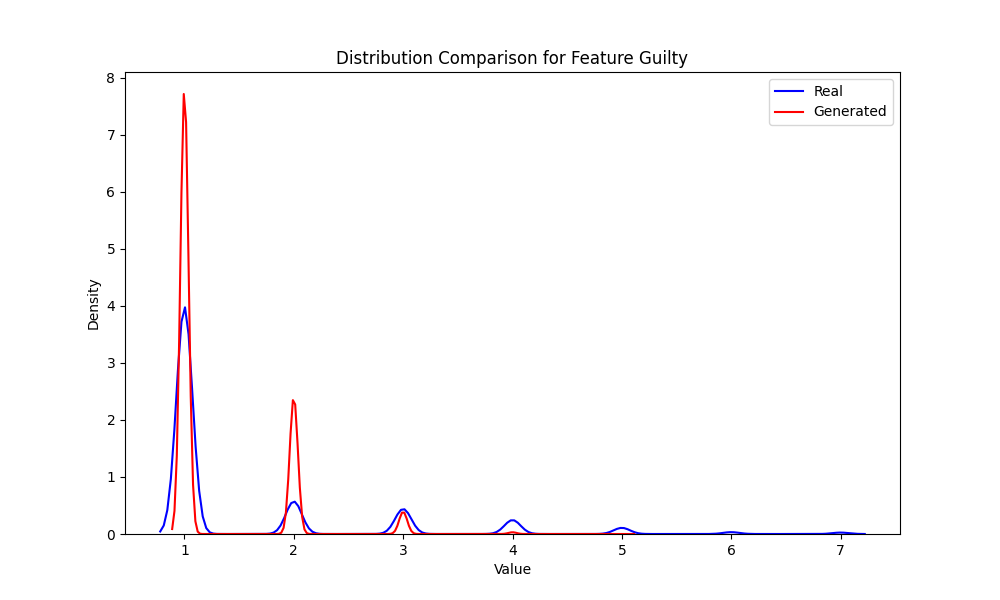 Distribution Comparison for Feature Guilty
Real
Generated
Density
8
7
6
5
4
3
2
1
0
1 2 3 4 5 6 7
Value